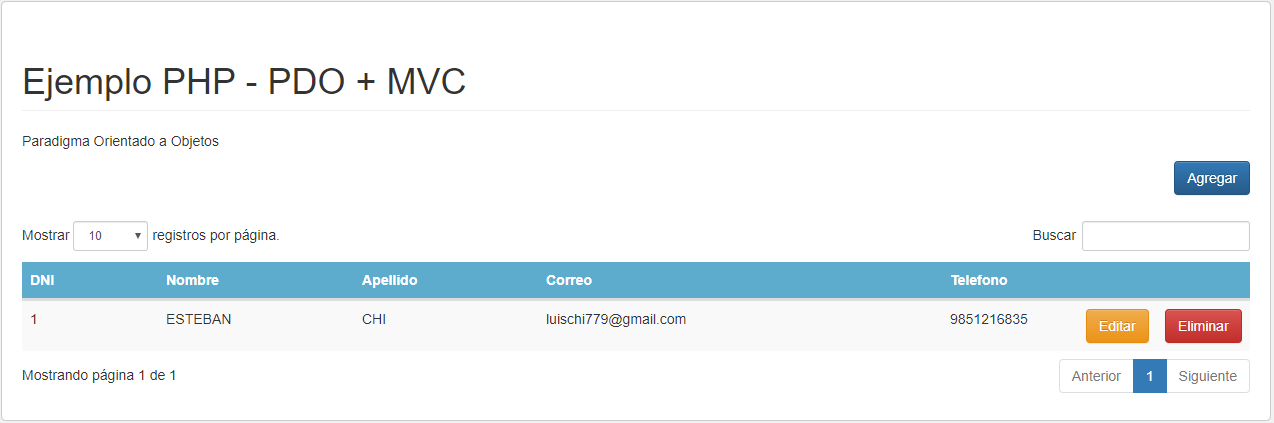 Ejemplo PHP - PDO + MVC
Paradigma Orientado a Objetos
Agregar
Mostrar 10 registros por página. Buscar
DNI Nombre Apellido Correo Telefono
1 ESTEBAN CHI luischi779@gmail.com 9851216835 Editar Eliminar
Mostrando página 1 de 1 Anterior 1 Siguiente